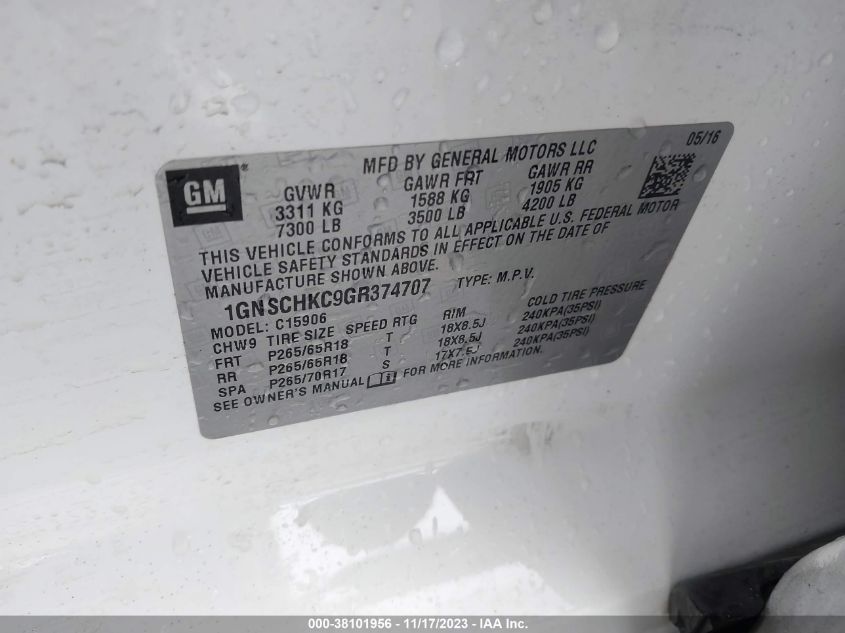 MFD BY GENERAL MOTORS LLC 05/16
GM ®
GVWR GAWR FRT GAWR RR
3311 KG 1588 KG 1905 KG
7300 LB 3500 LB 4200 LB
THIS VEHICLE CONFORMS TO ALL APPLICABLE U.S. FEDERAL MOTOR
VEHICLE SAFETY STANDARDS IN EFFECT ON THE DATE OF
MANUFACTURE SHOWN ABOVE.
1GNSCHKC9GR374707 TYPE: M.P.V.
MODEL: C15906
CHW9 TIRE SIZE SPEED RTG RIM COLD TIRE PRESSURE
FRT P265/65R18 T 18X8.5J 240KPA(35PSI)
RR P265/65R18 T 18X8.5J 240KPA(35PSI)
SPA P265/70R17 S 17X7.5J 240KPA(35PSI)
SEE OWNER'S MANUAL FOR MORE INFORMATION.
000-38101956 - 11/17/2023 - IAA Inc.